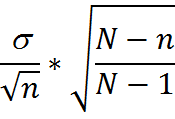 σ/√n * √((N − n)/(N − 1))